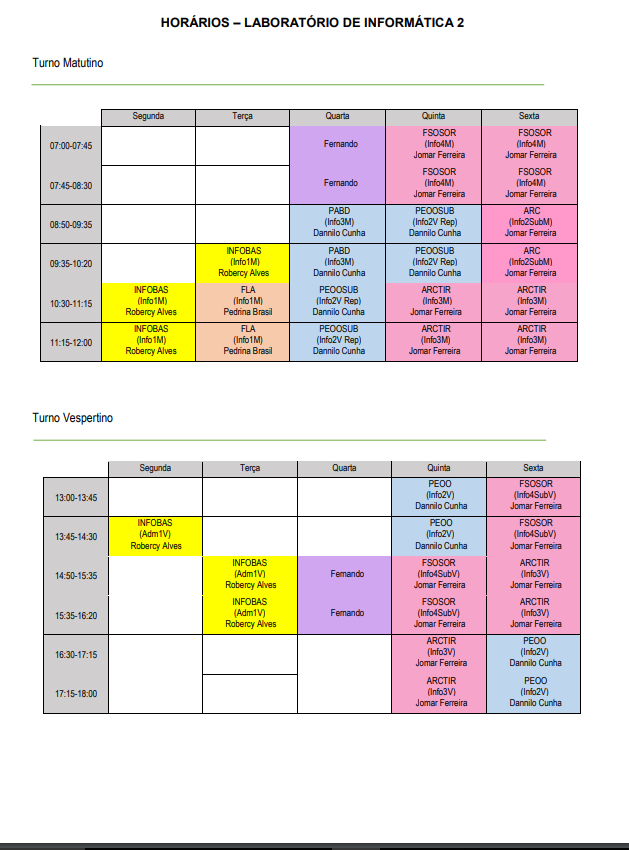 HORÁRIOS – LABORATÓRIO DE INFORMÁTICA 2
Turno Matutino
Segunda Terça Quarta Quinta Sexta
07:00-07:45 Fernando FSOSOR (Info4M) Jomar Ferreira FSOSOR (Info4M) Jomar Ferreira
07:45-08:30 Fernando FSOSOR (Info4M) Jomar Ferreira FSOSOR (Info4M) Jomar Ferreira
08:50-09:35 PABD (Info3M) Dannilo Cunha PEOOSUB (Info2V Rep) Dannilo Cunha ARC (Info2SubM) Jomar Ferreira
09:35-10:20 INFOBAS (Info1M) Robercy Alves PABD (Info3M) Dannilo Cunha PEOOSUB (Info2V Rep) Dannilo Cunha ARC (Info2SubM) Jomar Ferreira
10:30-11:15 INFOBAS (Info1M) Robercy Alves FLA (Info1M) Pedrina Brasil PEOOSUB (Info2V Rep) Dannilo Cunha ARCTIR (Info3M) Jomar Ferreira ARCTIR (Info3M) Jomar Ferreira
11:15-12:00 INFOBAS (Info1M) Robercy Alves FLA (Info1M) Pedrina Brasil PEOOSUB (Info2V Rep) Dannilo Cunha ARCTIR (Info3M) Jomar Ferreira ARCTIR (Info3M) Jomar Ferreira
Turno Vespertino
Segunda Terça Quarta Quinta Sexta
13:00-13:45 PEOO (Info2V) Dannilo Cunha FSOSOR (Info4SubV) Jomar Ferreira
13:45-14:30 INFOBAS (Adm1V) Robercy Alves PEOO (Info2V) Dannilo Cunha FSOSOR (Info4SubV) Jomar Ferreira
14:50-15:35 INFOBAS (Adm1V) Robercy Alves Fernando FSOSOR (Info4SubV) Jomar Ferreira ARCTIR (Info3V) Jomar Ferreira
15:35-16:20 INFOBAS (Adm1V) Robercy Alves Fernando FSOSOR (Info4SubV) Jomar Ferreira ARCTIR (Info3V) Jomar Ferreira
16:30-17:15 ARCTIR (Info3V) Jomar Ferreira PEOO (Info2V) Dannilo Cunha
17:15-18:00 ARCTIR (Info3V) Jomar Ferreira PEOO (Info2V) Dannilo Cunha